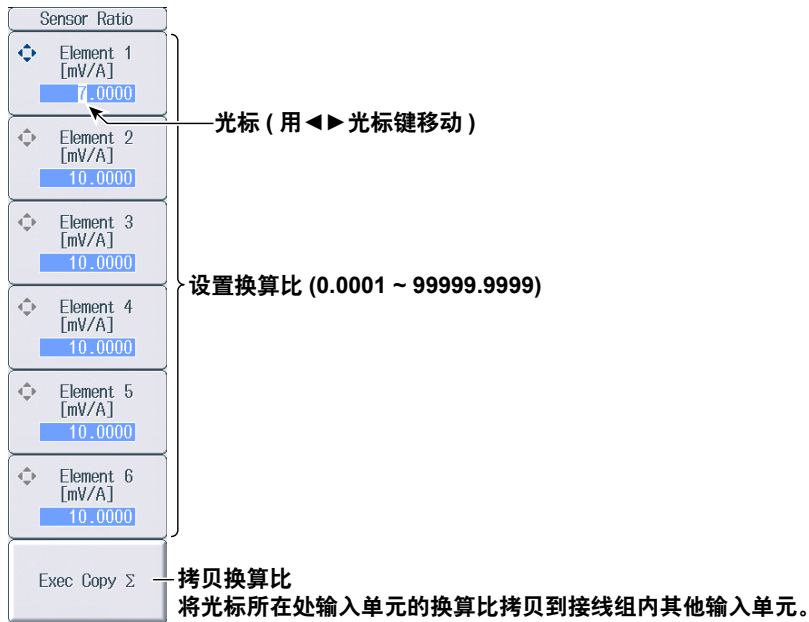 Sensor Ratio
Element 1
[mV/A]
7.0000
光标 ( 用◄►光标键移动 )
Element 2
[mV/A]
10.0000
Element 3
[mV/A]
10.0000
设置换算比 (0.0001 ~ 99999.9999)
Element 4
[mV/A]
10.0000
Element 5
[mV/A]
10.0000
Element 6
[mV/A]
10.0000
Exec Copy Σ
拷贝换算比
将光标所在处输入单元的换算比拷贝到接线组内其他输入单元。